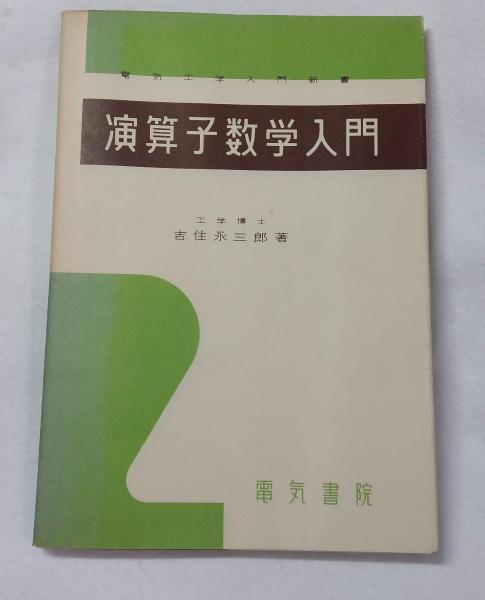 電気工学入門新書
演算子数学入門
工学博士
吉住永三郎著
電気書院